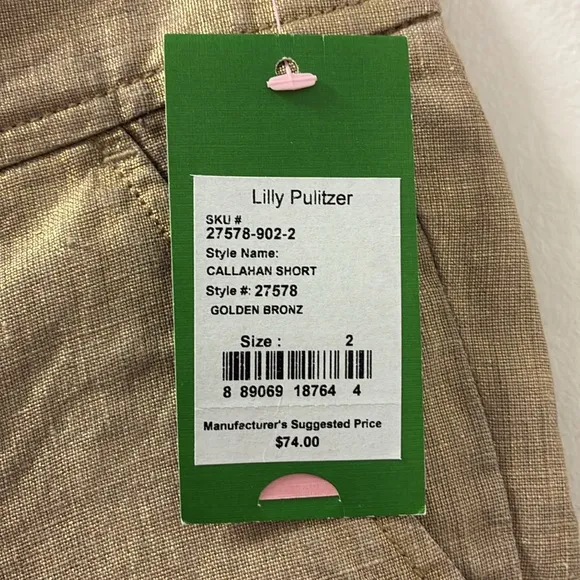 Lilly Pulitzer
SKU #
27578-902-2
Style Name:
CALLAHAN SHORT
Style #: 27578
GOLDEN BRONZ
Size : 2
8 89069 18764 4
Manufacturer's Suggested Price
$74.00